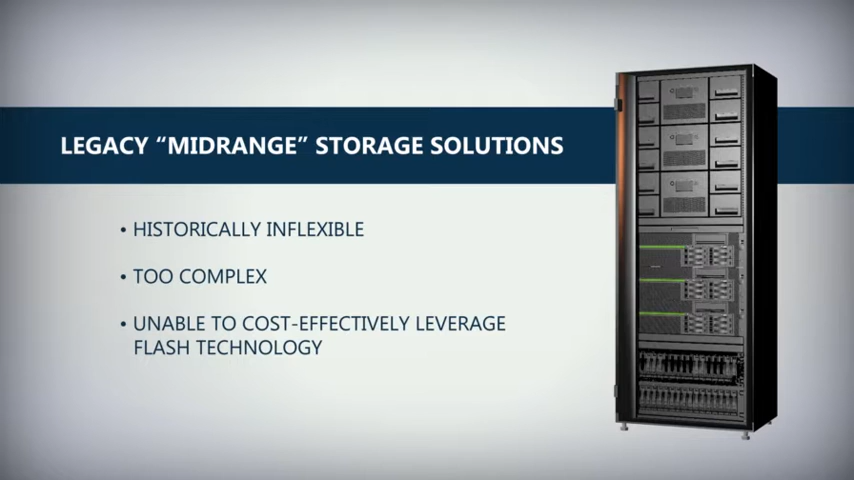 LEGACY “MIDRANGE” STORAGE SOLUTIONS
• HISTORICALLY INFLEXIBLE
• TOO COMPLEX
• UNABLE TO COST-EFFECTIVELY LEVERAGE
FLASH TECHNOLOGY